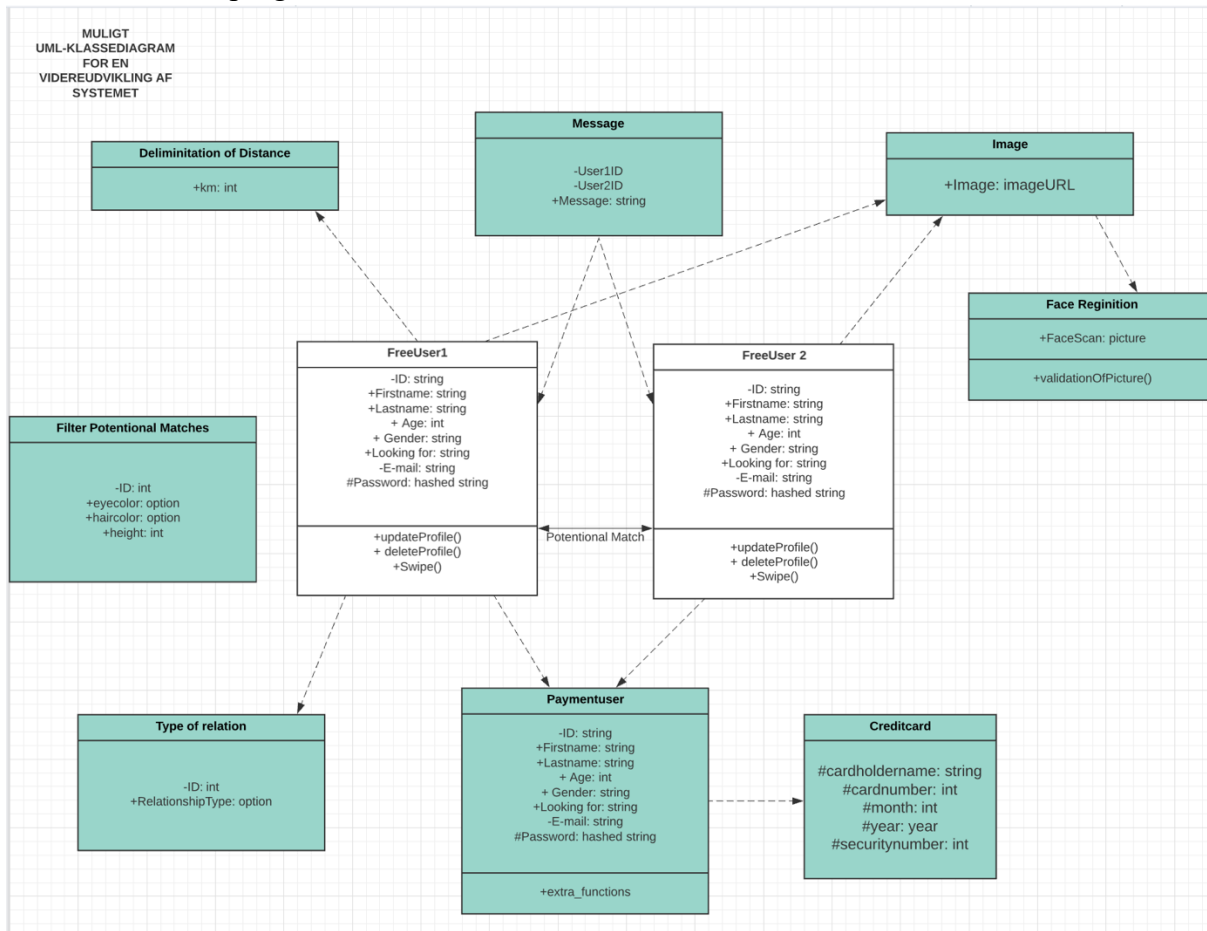 MULIGT
UML-KLASSEDIAGRAM
FOR EN
VIDEREUDVIKLING AF
SYSTEMET
Deliminitation of Distance
+km: int
Message
-User1ID
-User2ID
+Message: string
Image
+Image: imageURL
Face Reginition
+FaceScan: picture
+validationOfPicture()
FreeUser1
-ID: string
+Firstname: string
+Lastname: string
+ Age: int
+ Gender: string
+Looking for: string
-E-mail: string
#Password: hashed string
+updateProfile()
+ deleteProfile()
+Swipe()
Potentional Match
FreeUser 2
-ID: string
+Firstname: string
+Lastname: string
+ Age: int
+ Gender: string
+Looking for: string
-E-mail: string
#Password: hashed string
+updateProfile()
+ deleteProfile()
+Swipe()
Filter Potentional Matches
-ID: int
+eyecolor: option
+haircolor: option
+height: int
Type of relation
-ID: int
+RelationshipType: option
Paymentuser
-ID: string
+Firstname: string
+Lastname: string
+ Age: int
+ Gender: string
+Looking for: string
-E-mail: string
#Password: hashed string
+extra_functions
Creditcard
#cardholdername: string
#cardnumber: int
#month: int
#year: year
#securitynumber: int